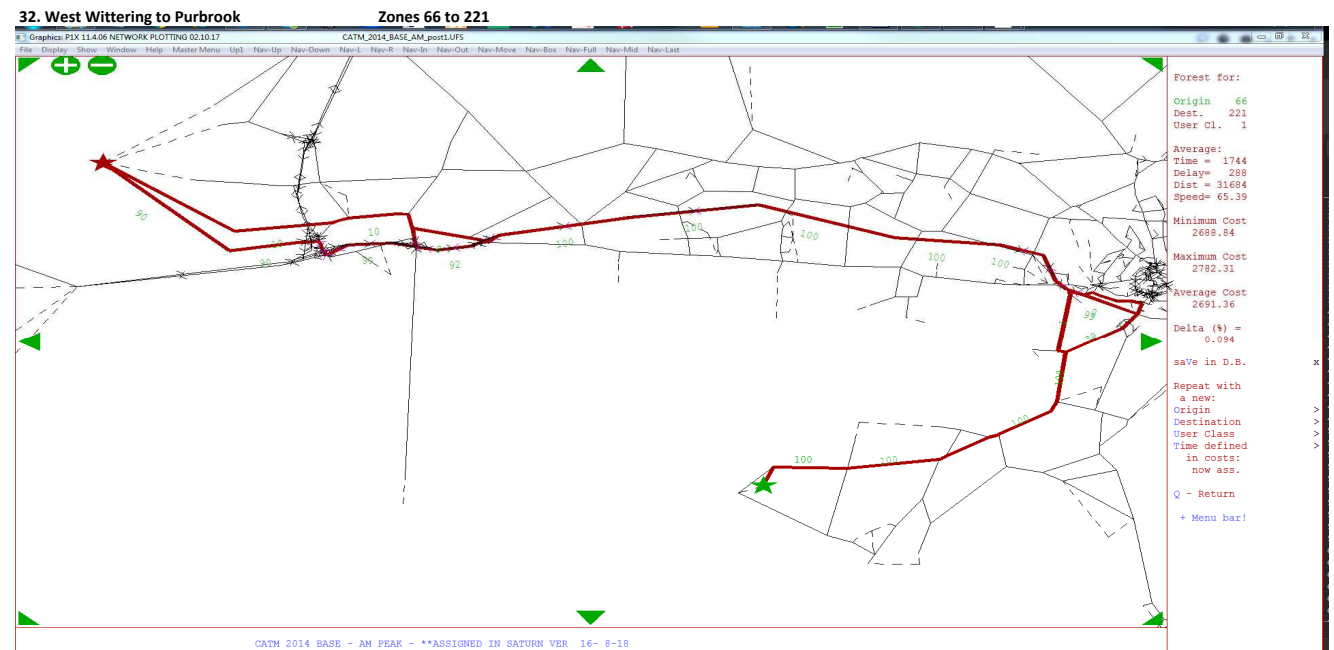 32. West Wittering to Purbrook Zones 66 to 221
Graphics: P1X 11.4.06 NETWORK PLOTTING 02.10.17 CATM_2014_BASE_AM_post1.UFS
File Display Show Window Help Master Menu Up1 Nav-Up Nav-Down Nav-L Nav-R Nav-In Nav-Out Nav-Move Nav-Box Nav-Full Nav-Mid Nav-Last
Forest for:
Origin 66
Dest. 221
User Cl. 1
Average:
Time = 1744
Delay= 288
Dist = 31684
Speed= 65.39
Minimum Cost
2688.84
Maximum Cost
2782.31
Average Cost
2691.36
Delta (%) =
0.094
saVe in D.B. x
Repeat with
a new:
Origin >
Destination >
User Class >
Time defined >
in costs:
now ass.
Q - Return
+ Menu bar!
90
10
10
90
90
92
100
100
100
100
100
99
100
100
100
CATM 2014 BASE - AM PEAK - **ASSIGNED IN SATURN VER 16- 8-18